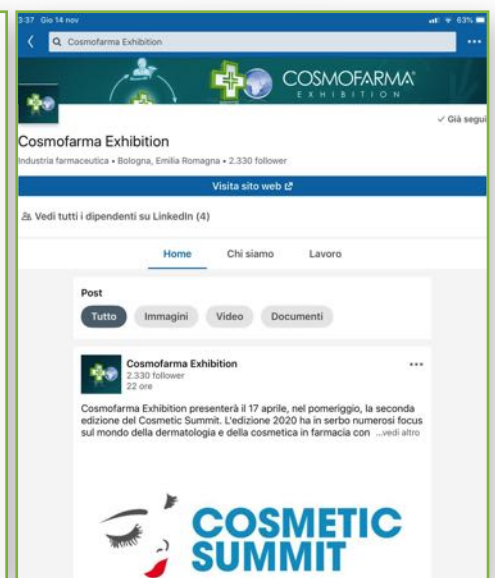 3:37 Gio 14 nov 63%
Cosmofarma Exhibition
COSMOFARMA
EXHIBITION
Già segui
Cosmofarma Exhibition
Industria farmaceutica • Bologna, Emilia Romagna • 2.330 follower
Visita sito web
Vedi tutti i dipendenti su LinkedIn (4)
Home Chi siamo Lavoro
Post
Tutto Immagini Video Documenti
Cosmofarma Exhibition
2.330 follower
22 ore
Cosmofarma Exhibition presenterà il 17 aprile, nel pomeriggio, la seconda
edizione del Cosmetic Summit. L'edizione 2020 ha in serbo numerosi focus
sul mondo della dermatologia e della cosmetica in farmacia con ...vedi altro
COSMETIC
SUMMIT